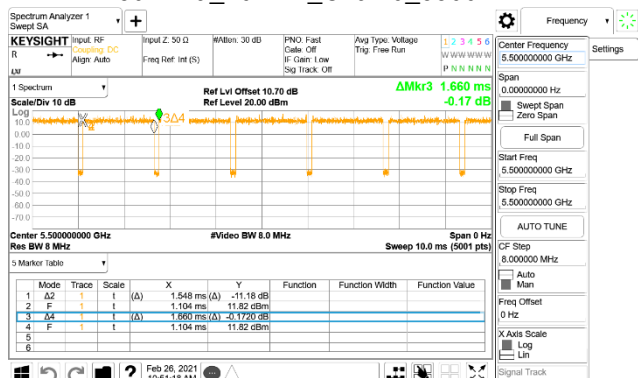 Spectrum Analyzer 1
Swept SA
+
Frequency
KEYSIGHT
Input: RF
Coupling: DC
Align: Auto
Input Z: 50 Ω
Freq Ref: Int (S)
#Atten: 30 dB
PNO: Fast
Gate: Off
IF Gain: Low
Sig Track: Off
Avg Type: Voltage
Trig: Free Run
1 2 3 4 5 6
W W W W W W
P N N N N N
R
LXI
1 Spectrum
Scale/Div 10 dB
Ref Lvl Offset 10.70 dB
Ref Level 20.00 dBm
ΔMkr3 1.660 ms
-0.17 dB
Log
10.0
0.00
-10.0
-20.0
-30.0
-40.0
-50.0
-60.0
-70.0
3Δ4
Center 5.500000000 GHz
Res BW 8 MHz
#Video BW 8.0 MHz
Span 0 Hz
Sweep 10.0 ms (5001 pts)
5 Marker Table
Mode Trace Scale X Y Function Function Width Function Value
1 Δ2 1 t (Δ) 1.548 ms (Δ) -11.18 dB
2 F 1 t 1.104 ms 11.82 dBm
3 Δ4 1 t (Δ) 1.660 ms (Δ) -0.1720 dB
4 F 1 t 1.104 ms 11.82 dBm
5
6
Feb 26, 2021
10:51:18 AM
?
Center Frequency
5.500000000 GHz
Settings
Span
0.00000000 Hz
Swept Span
Zero Span
Full Span
Start Freq
5.500000000 GHz
Stop Freq
5.500000000 GHz
AUTO TUNE
CF Step
8.000000 MHz
Auto
Man
Freq Offset
0 Hz
X Axis Scale
Log
Lin
Signal Track